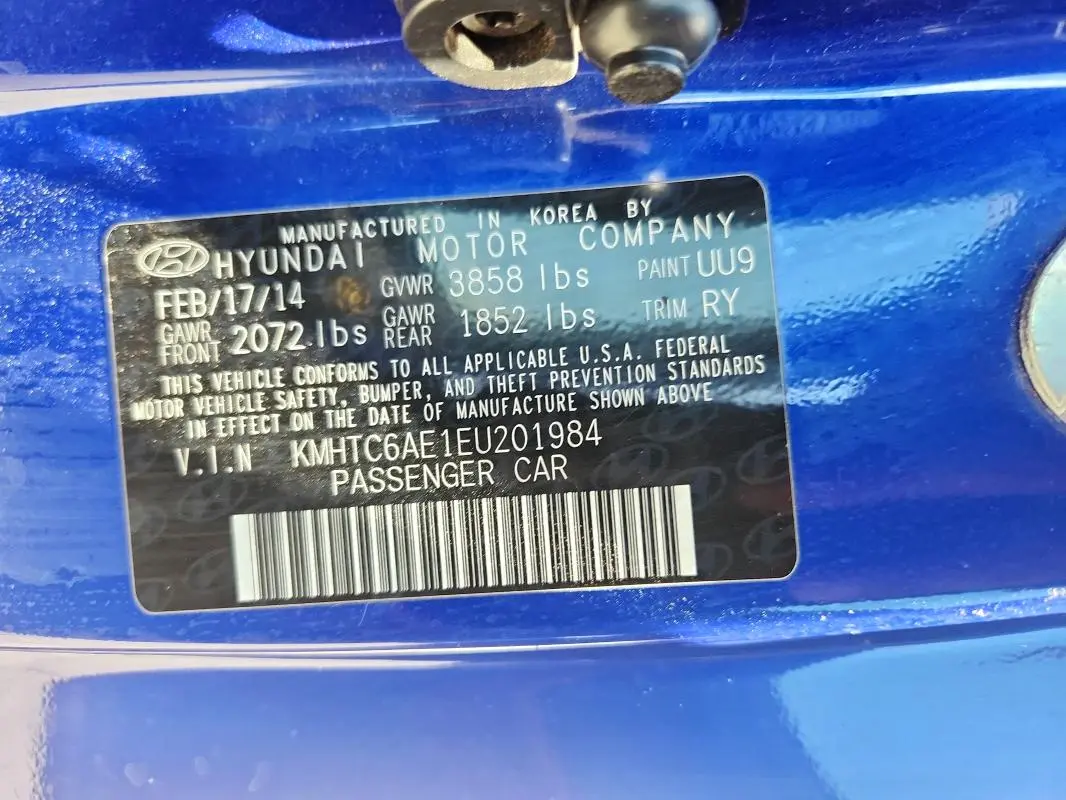 MANUFACTURED IN KOREA BY
HYUNDAI MOTOR COMPANY
FEB/17/14 GVWR 3858 lbs PAINT UU9
GAWR FRONT 2072 lbs GAWR REAR 1852 lbs TRIM RY
THIS VEHICLE CONFORMS TO ALL APPLICABLE U.S.A. FEDERAL
MOTOR VEHICLE SAFETY, BUMPER, AND THEFT PREVENTION STANDARDS
IN EFFECT ON THE DATE OF MANUFACTURE SHOWN ABOVE
V.I.N KMHTC6AE1EU201984
PASSENGER CAR